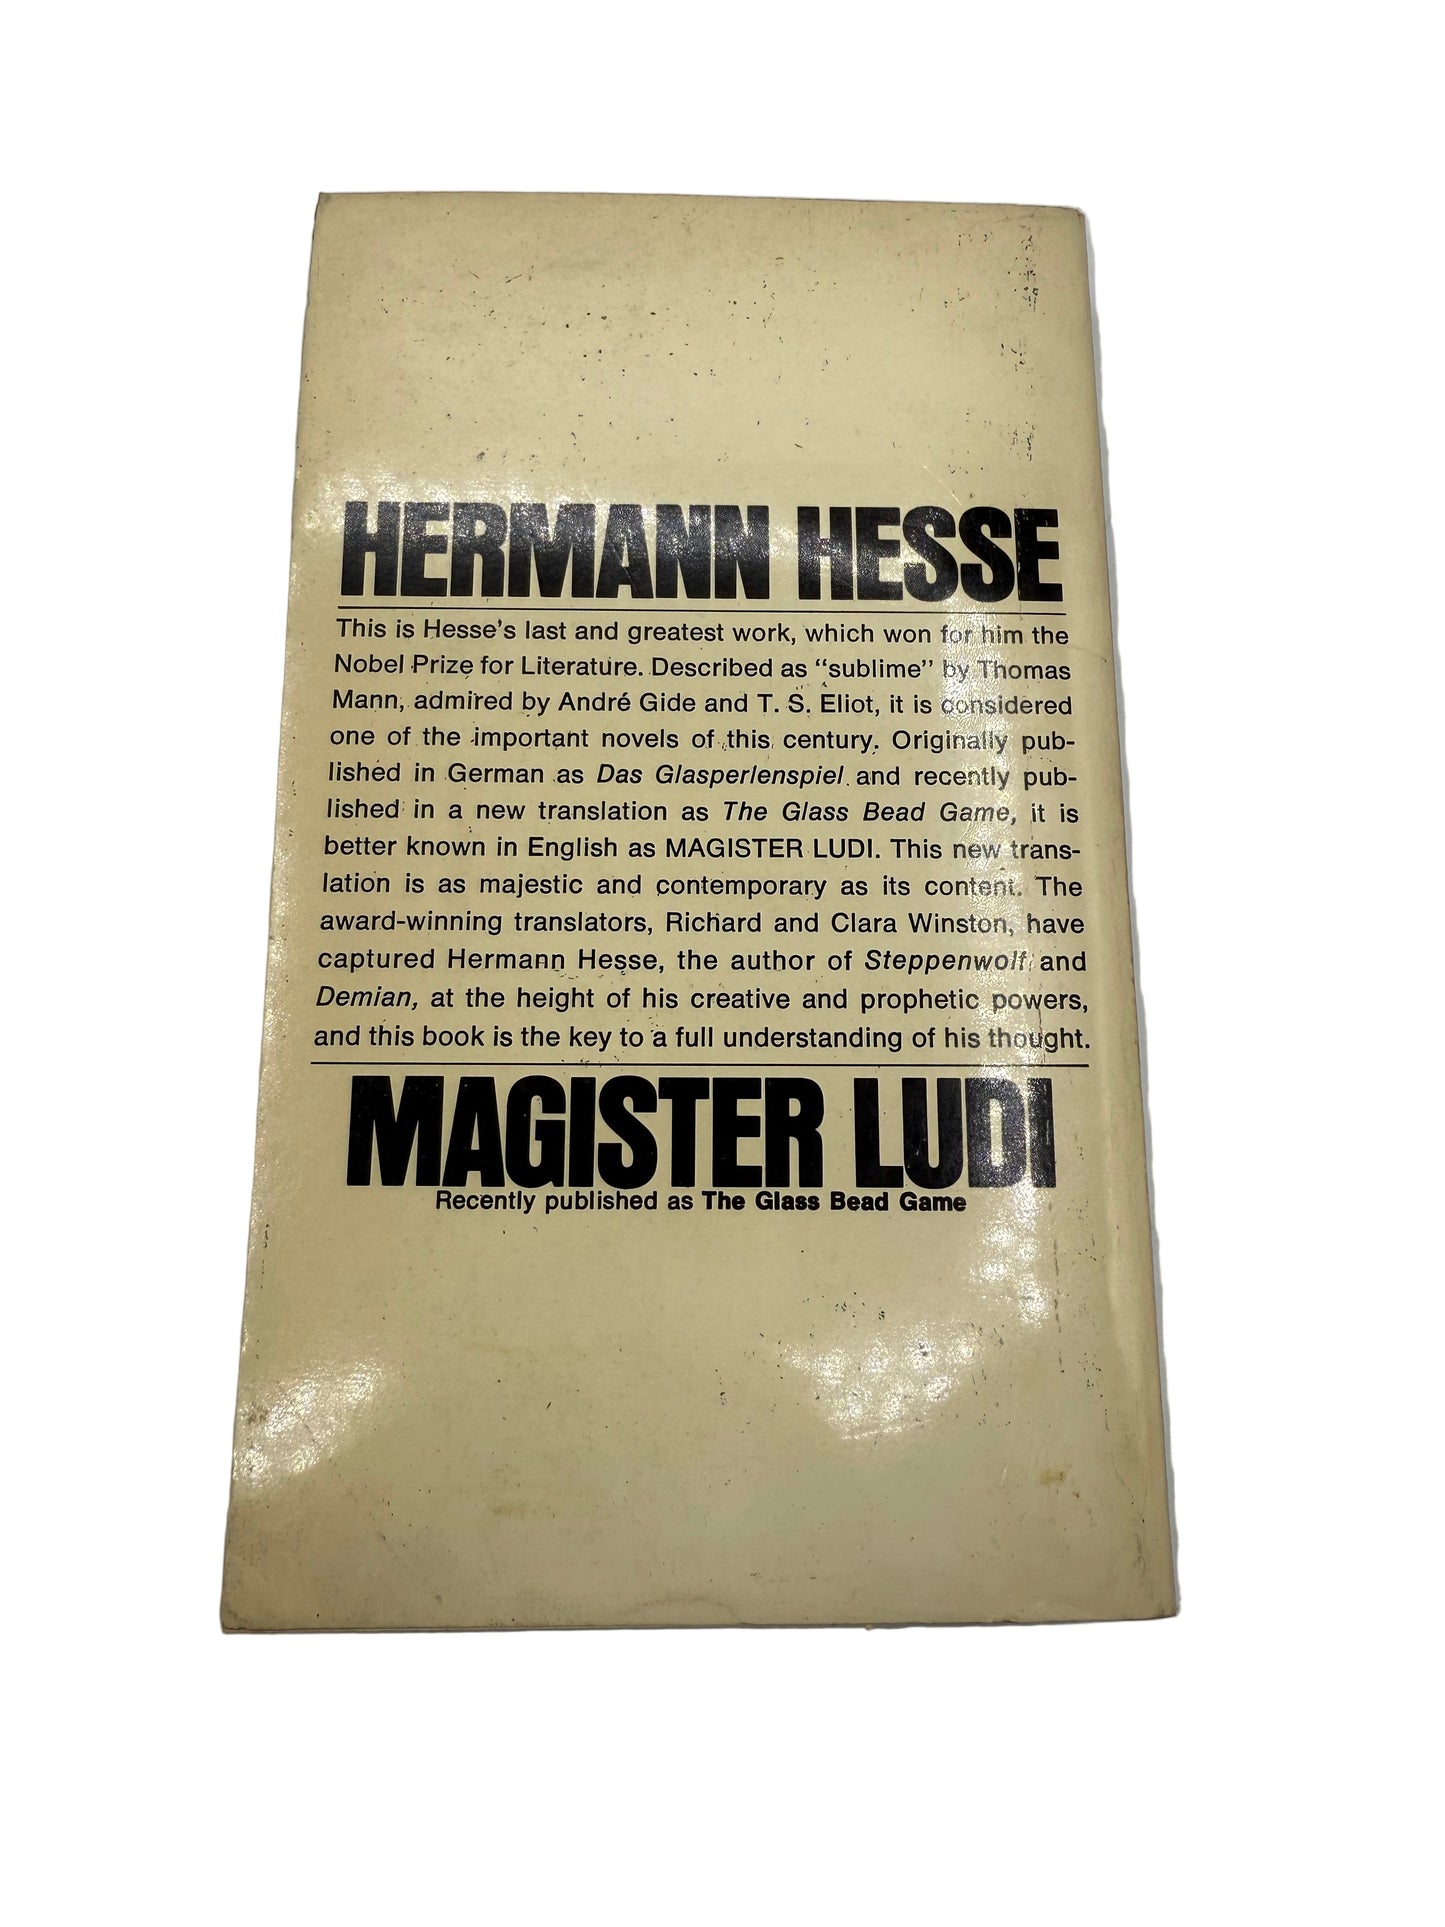 HERMANN HESSE
This is Hesse's last and greatest work, which won for him the
Nobel Prize for Literature. Described as “sublime” by Thomas
Mann, admired by André Gide and T. S. Eliot, it is considered
one of the important novels of this century. Originally pub-
lished in German as Das Glasperlenspiel and recently pub-
lished in a new translation as The Glass Bead Game, it is
better known in English as MAGISTER LUDI. This new trans-
lation is as majestic and contemporary as its content. The
award-winning translators, Richard and Clara Winston, have
captured Hermann Hesse, the author of Steppenwolf and
Demian, at the height of his creative and prophetic powers,
and this book is the key to a full understanding of his thought.
MAGISTER LUDI
Recently published as The Glass Bead Game